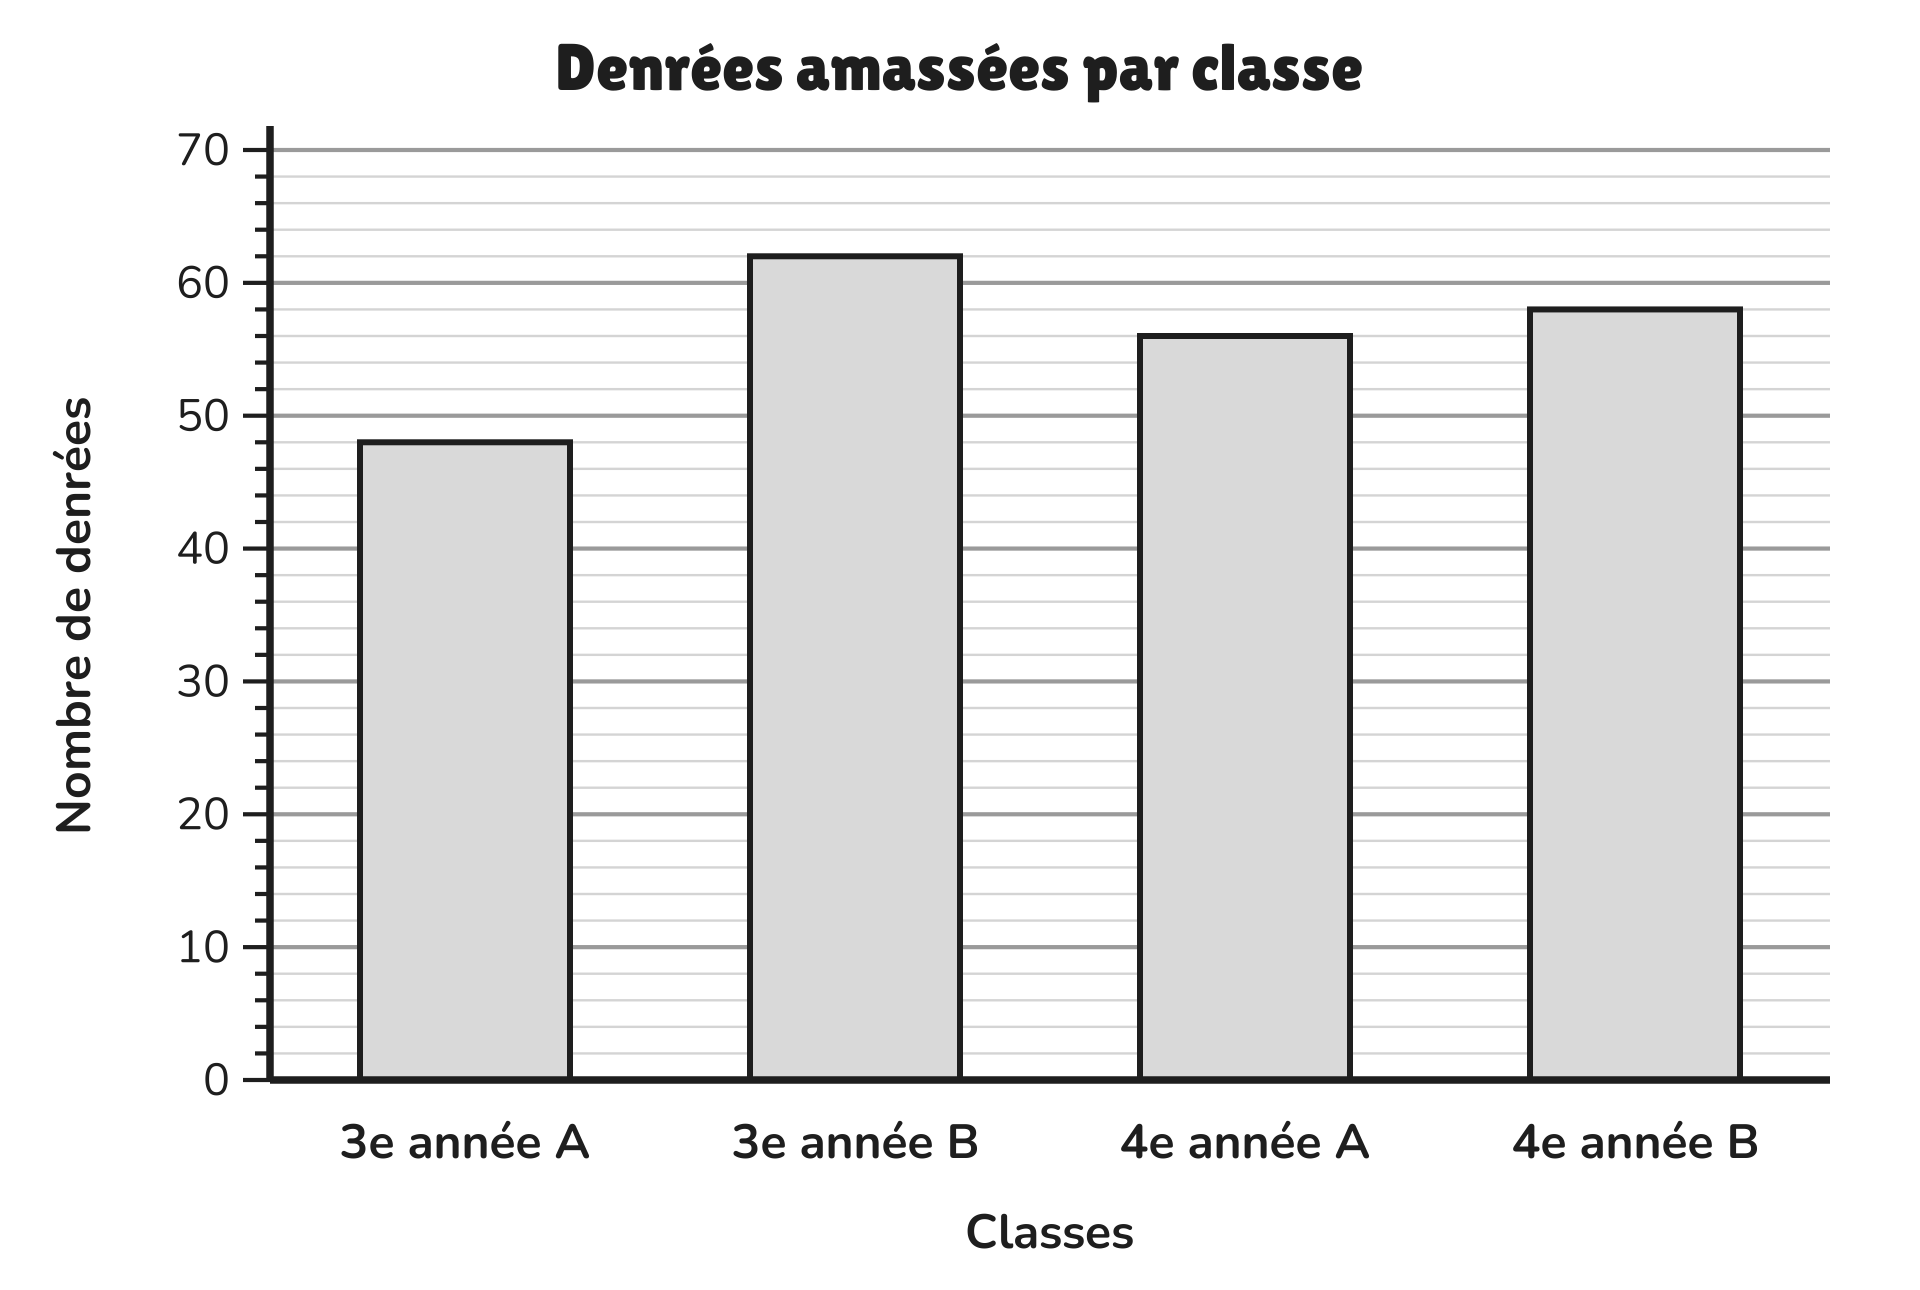 Denrées amassées par classe
70
60
50
40
30
20
10
0
Nombre de denrées
3e année A 3e année B 4e année A 4e année B
Classes